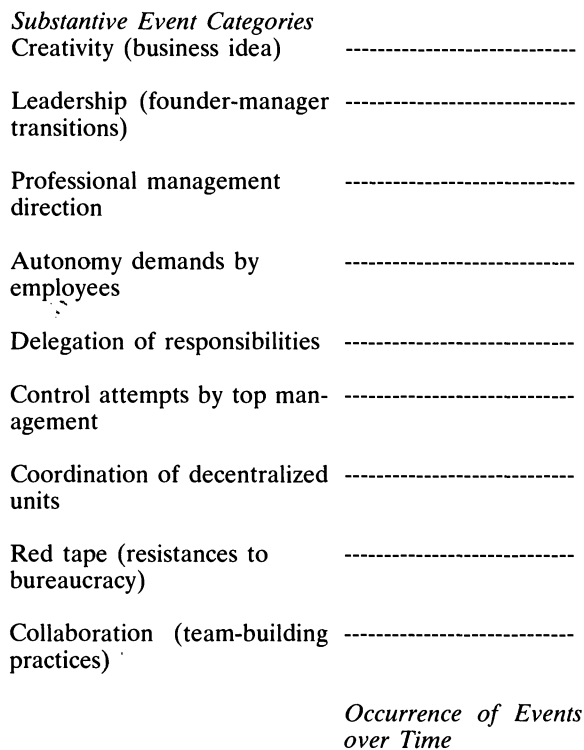 Substantive Event Categories
Creativity (business idea) -----------------------------
Leadership (founder-manager -----------------------------
transitions)
Professional management -----------------------------
direction
Autonomy demands by -----------------------------
employees
Delegation of responsibilities -----------------------------
Control attempts by top man- -----------------------------
agement
Coordination of decentralized -----------------------------
units
Red tape (resistances to -----------------------------
bureaucracy)
Collaboration (team-building -----------------------------
practices)
Occurrence of Events
over Time